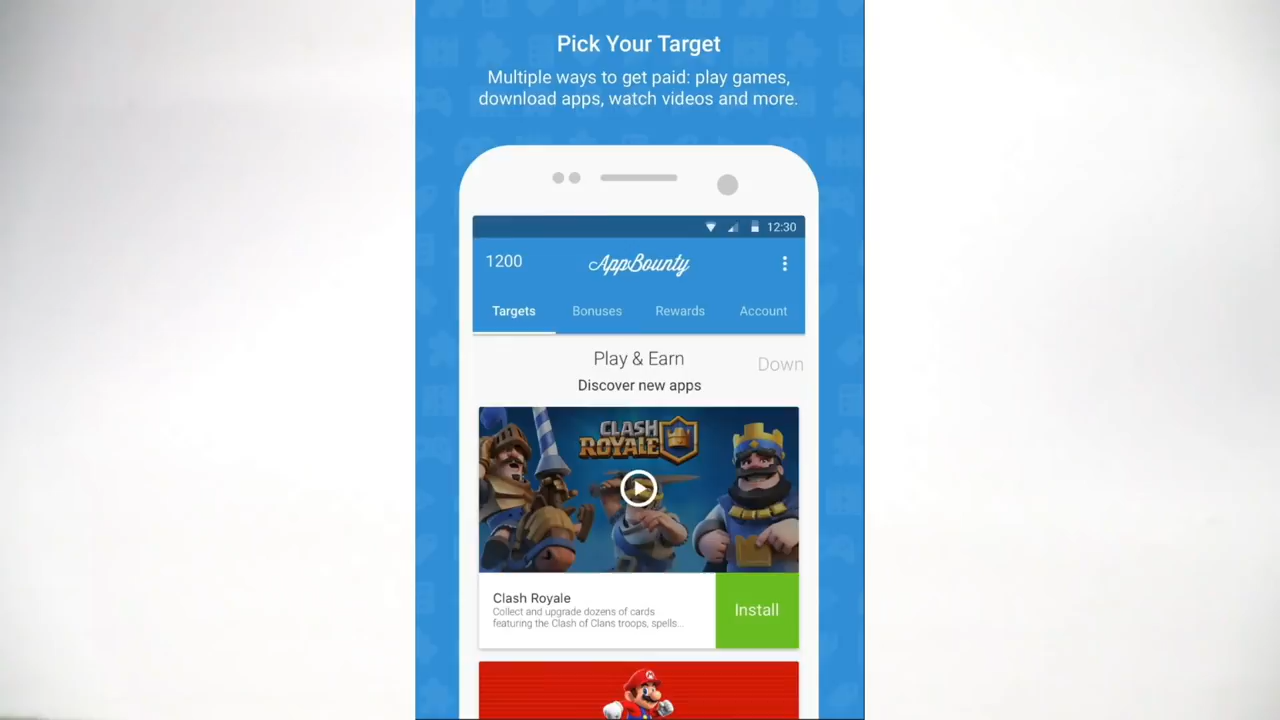 Pick Your Target
Multiple ways to get paid: play games,
download apps, watch videos and more.
12:30
1200
AppBounty
Targets
Bonuses
Rewards
Account
Play & Earn
Down
Discover new apps
CLASH
ROYALE
Clash Royale
Collect and upgrade dozens of cards
featuring the Clash of Clans troops, spells...
Install